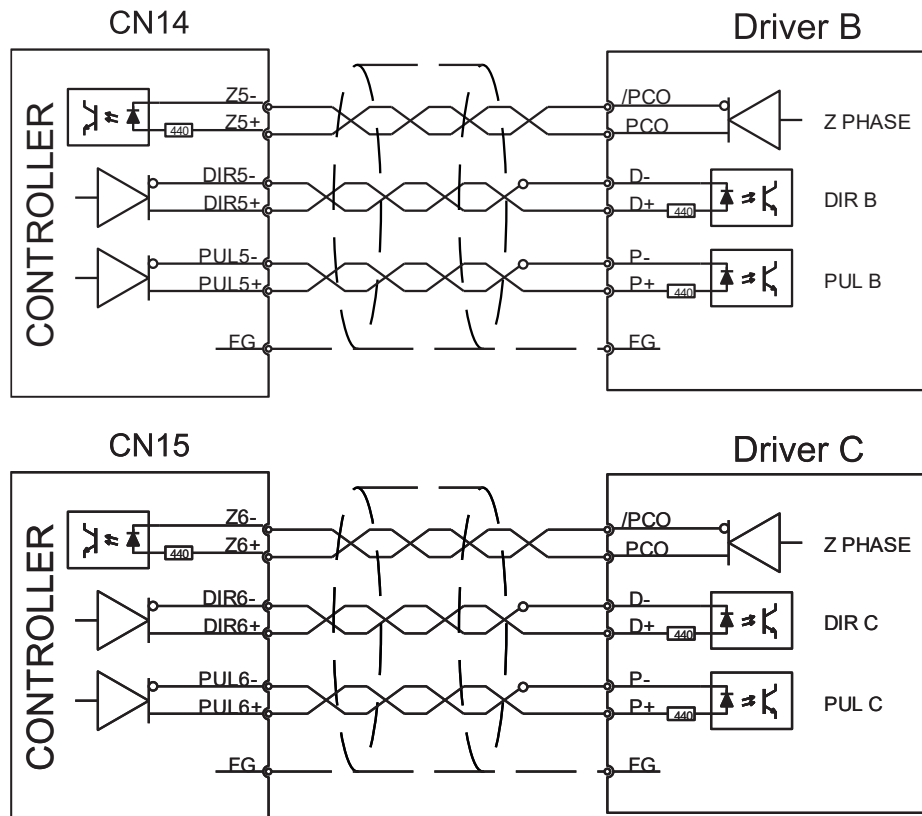 CN14
Driver B
CONTROLLER
Z5-
440
Z5+
DIR5-
DIR5+
PUL5-
PUL5+
FG
/PCO
PCO
Z PHASE
D-
D+
440
DIR B
P-
P+
440
PUL B
FG
CN15
Driver C
CONTROLLER
Z6-
440
Z6+
DIR6-
DIR6+
PUL6-
PUL6+
FG
/PCO
PCO
Z PHASE
D-
D+
440
DIR C
P-
P+
440
PUL C
FG